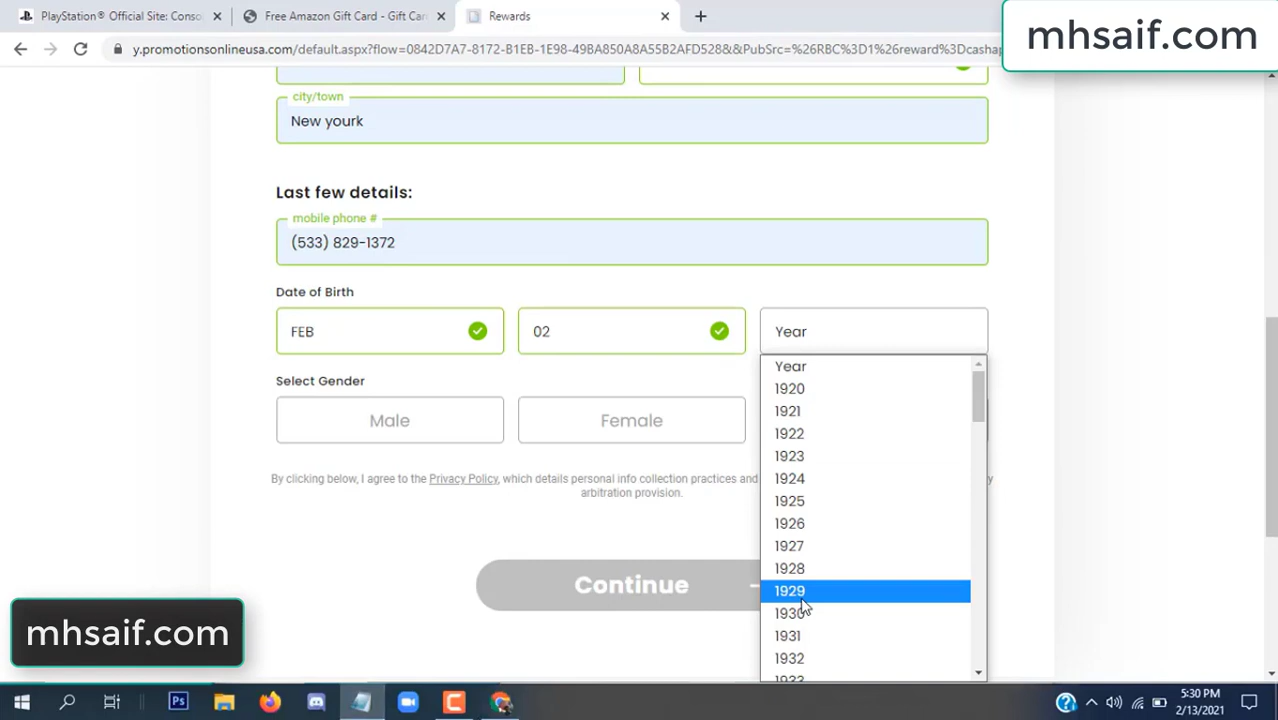 PlayStation® Official Site: Conso
Free Amazon Gift Card - Gift Car
Rewards
mhsaif.com
y.promotionsonlineusa.com/default.aspx?flow=0842D7A7-8172-B1EB-1E98-49BA850A8A55B2AFD528&&PubSrc=%26RBC%3D1%26reward%3Dcashap
city/town
New yourk
Last few details:
mobile phone #
(533) 829-1372
Date of Birth
FEB
02
Year
Year
1920
Select Gender
1921
Male
Female
1922
1923
1924
By clicking below, I agree to the Privacy Policy, which details personal info collection practices and
arbitration provision.
1925
1926
1927
1928
Continue
1929
1930
1931
1932
1933
mhsaif.com
Ps
5:30 PM
2/13/2021